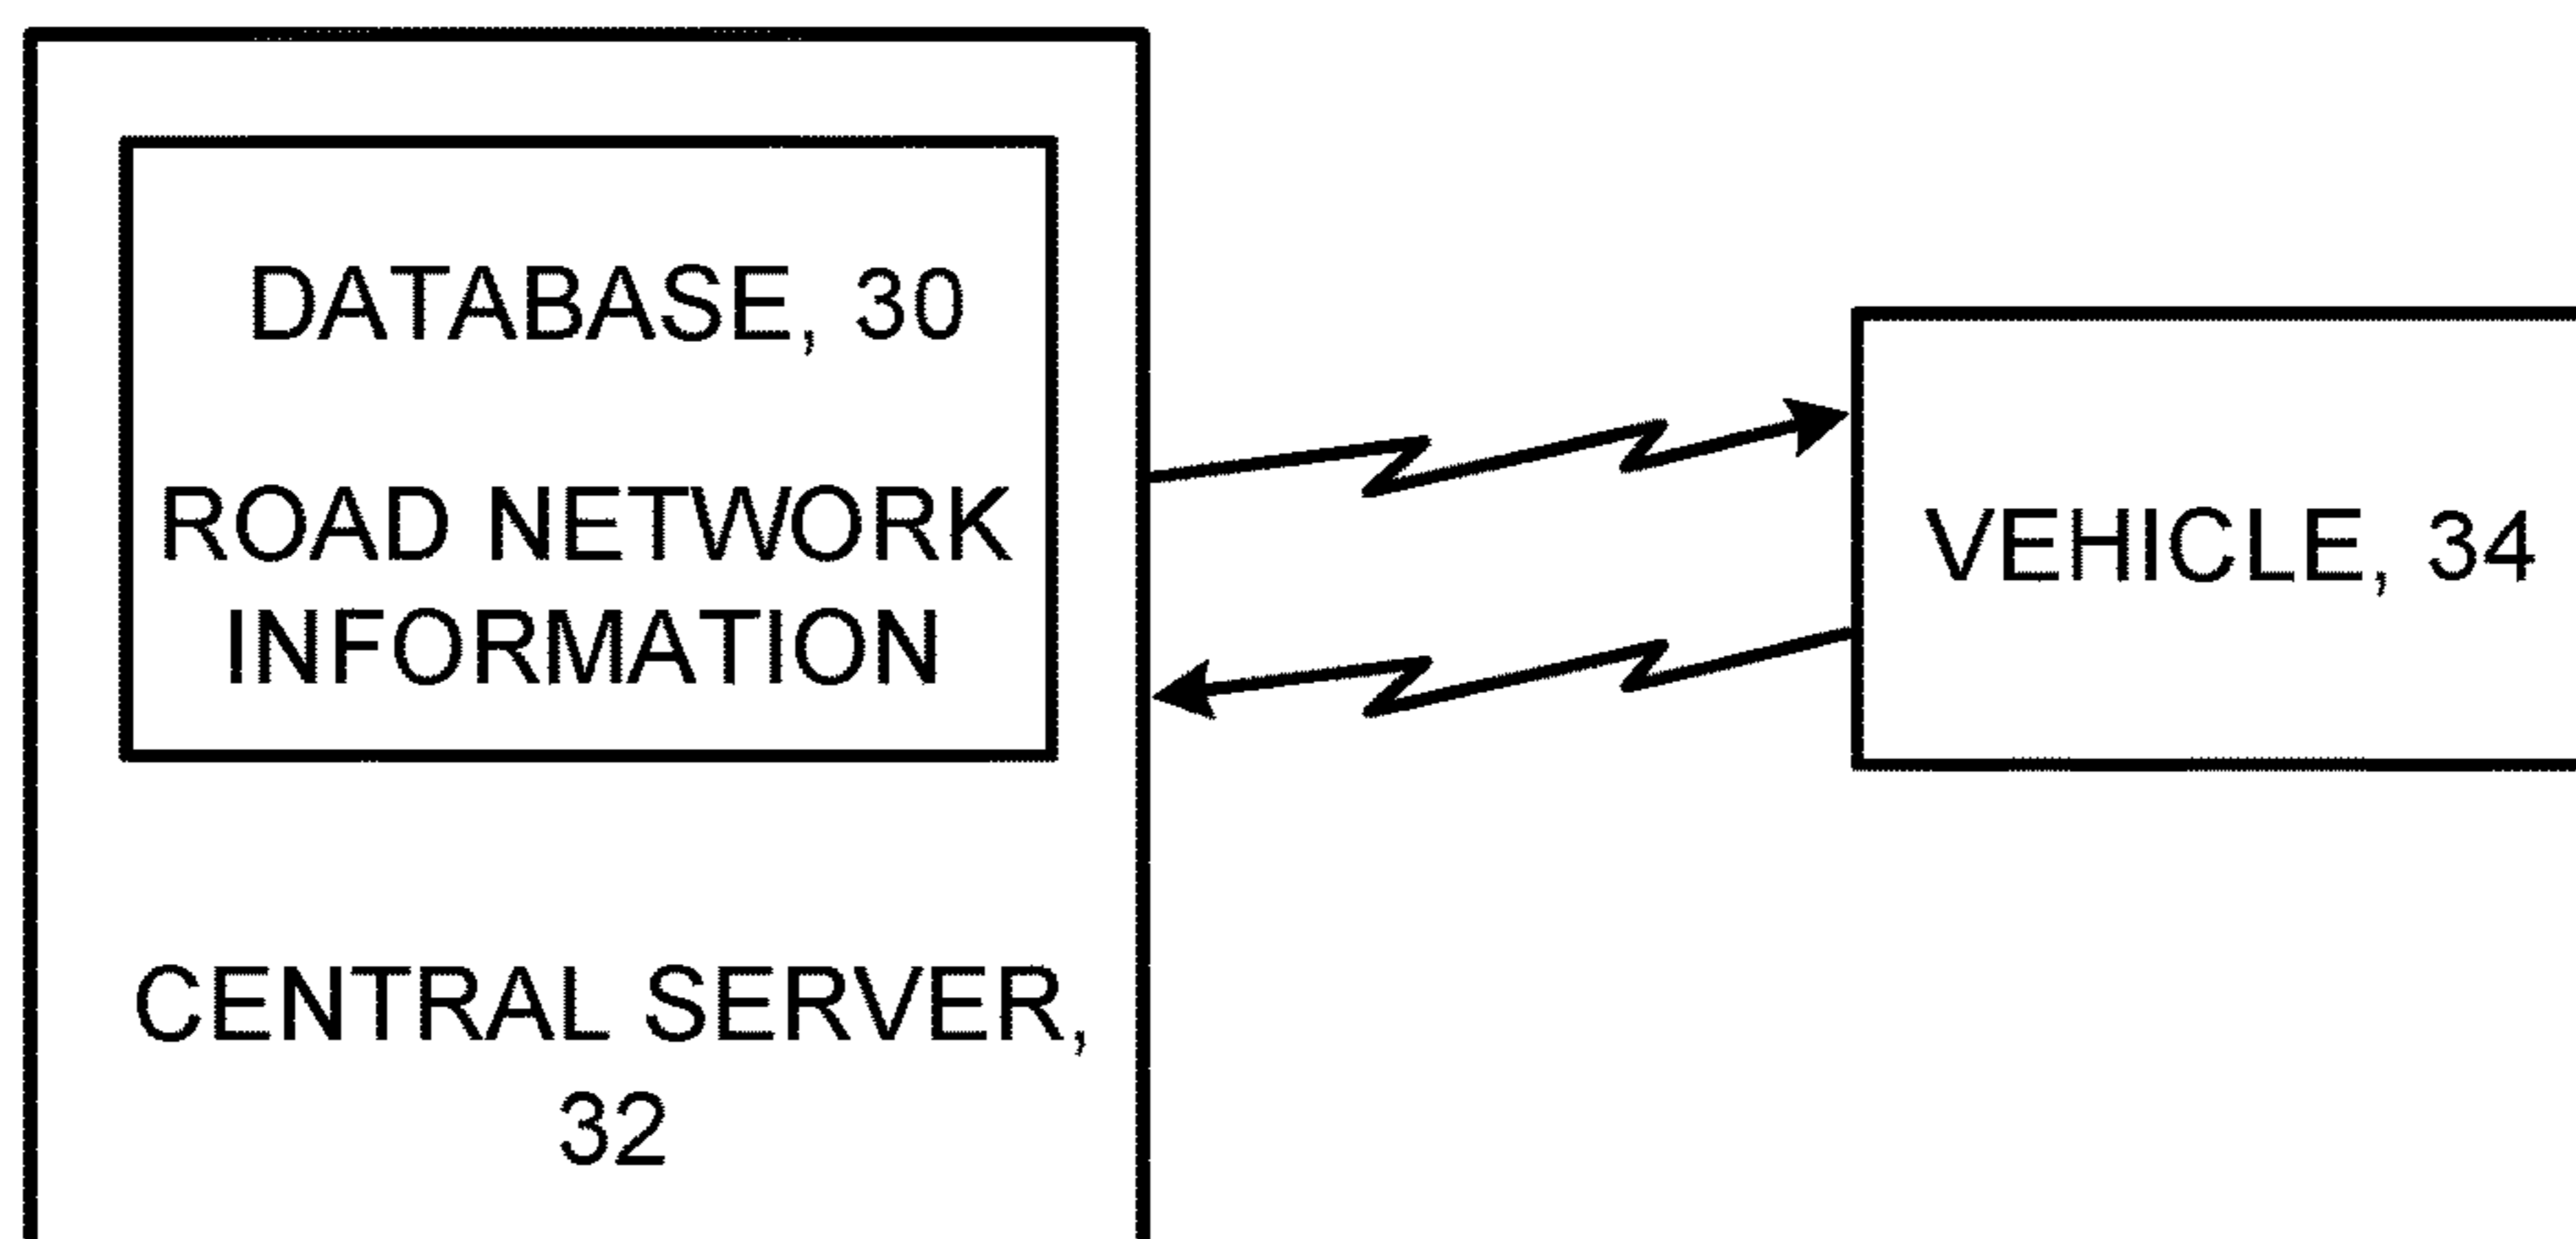 DATABASE, 30
ROAD NETWORK
INFORMATION
VEHICLE, 34
CENTRAL SERVER,
32